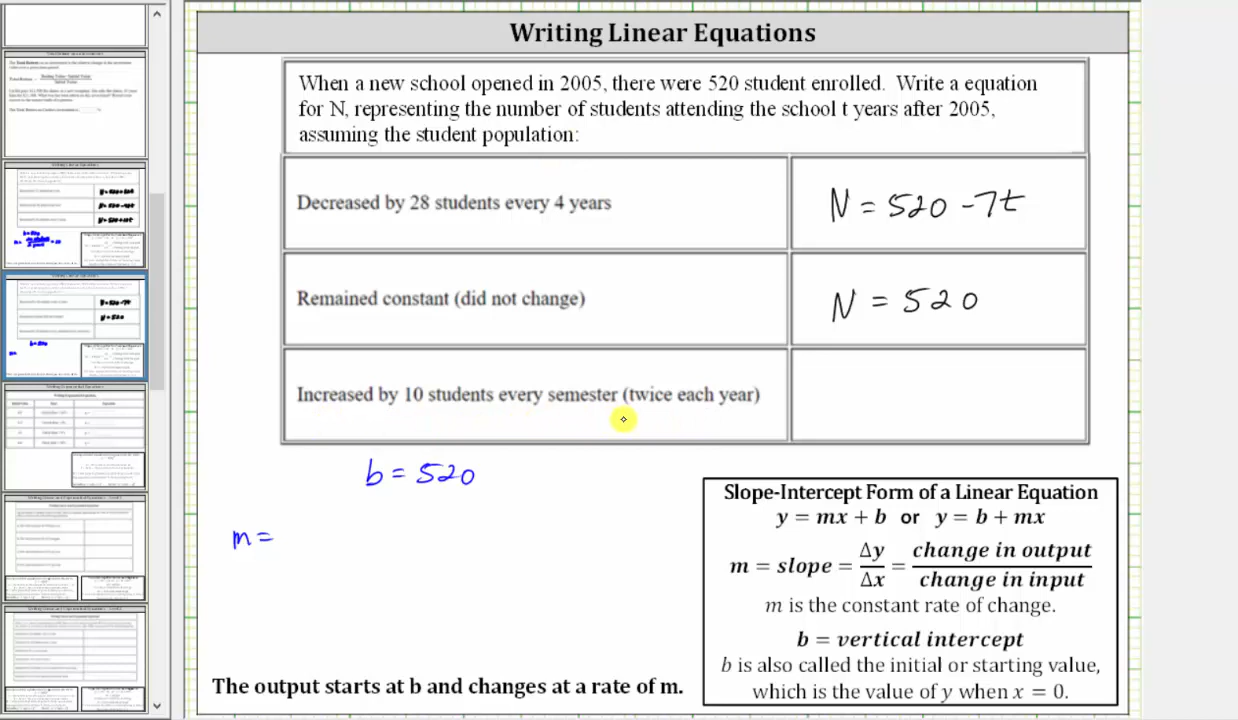 Writing Linear Equations
When a new school opened in 2005, there were 520 student enrolled. Write a equation
for N, representing the number of students attending the school t years after 2005,
assuming the student population:
Decreased by 28 students every 4 years
N = 520 - 7t
Remained constant (did not change)
N = 520
Increased by 10 students every semester (twice each year)
b = 520
m =
Slope-Intercept Form of a Linear Equation
y = mx + b or y = b + mx
m = slope = Δy/Δx = change in output/change in input
m is the constant rate of change.
b = vertical intercept
b is also called the initial or starting value,
which is the value of y when x = 0.
The output starts at b and changes at a rate of m.